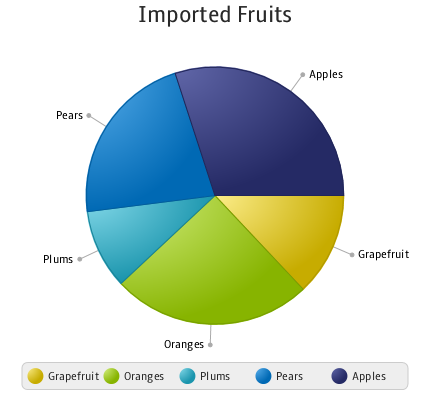 Imported Fruits
Apples
Pears
Plums
Grapefruit
Oranges
Grapefruit Oranges Plums Pears Apples